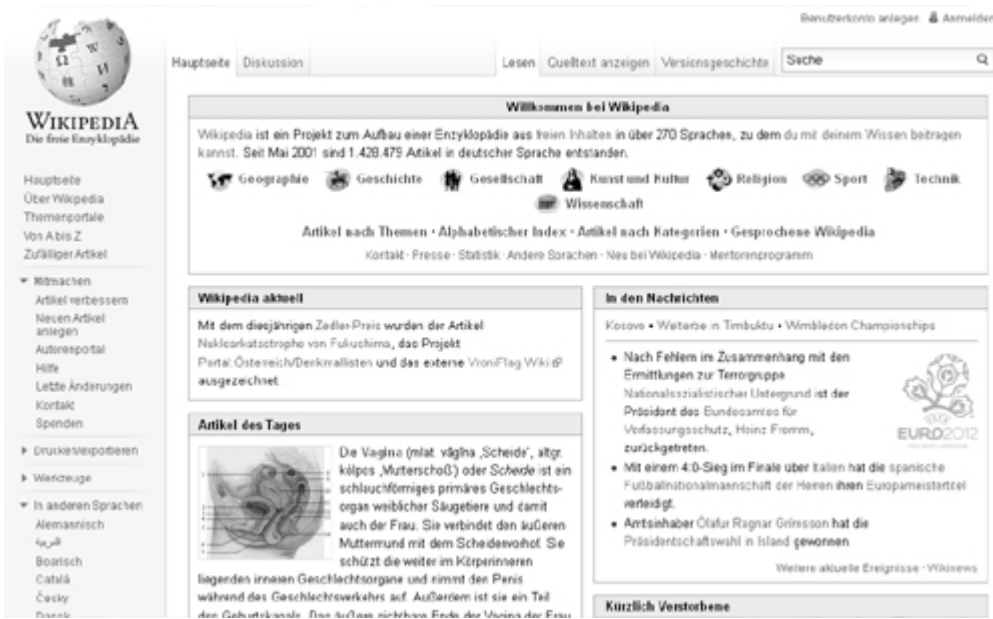 Benutzerkonto anlegen Anmelden
WIKIPEDIA
Die freie Enzyklopädie
Hauptseite Diskussion Lesen Quelltext anzeigen Versionsgeschichte Suche
Hauptseite
Über Wikipedia
Themenportale
Von A bis Z
Zufälliger Artikel
Mitmachen
Artikel verbessern
Neuen Artikel
anlegen
Autorenportal
Hilfe
Letzte Änderungen
Kontakt
Spenden
Drucken/exportieren
Werkzeuge
In anderen Sprachen
Alemannisch
العربية
Boarisch
Català
Česky
Dansk
Willkommen bei Wikipedia
Wikipedia ist ein Projekt zum Aufbau einer Enzyklopädie aus freien Inhalten in über 270 Sprachen, zu dem du mit deinem Wissen beitragen
kannst. Seit Mai 2001 sind 1.428.479 Artikel in deutscher Sprache entstanden.
Geographie Geschichte Gesellschaft Kunst und Kultur Religion Sport Technik
Wissenschaft
Artikel nach Themen · Alphabetischer Index · Artikel nach Kategorien · Gesprochene Wikipedia
Kontakt · Presse · Statistik · Andere Sprachen · Neu bei Wikipedia · Mentorenprogramm
Wikipedia aktuell
Mit dem diesjährigen Zedler-Preis wurden der Artikel
Nuklearkatastrophe von Fukushima, das Projekt
Portal:Österreich/Denkmallisten und das externe VroniPlag Wiki
ausgezeichnet.
Artikel des Tages
Die Vagina (mlat. vāgīna ‚Scheide‘, altgr.
kólpos ‚Mutterschoß‘) oder Scheide ist ein
schlauchförmiges primäres Geschlechts-
organ weiblicher Säugetiere und damit
auch der Frau. Sie verbindet den äußeren
Muttermund mit dem Scheidenvorhof. Sie
schützt die weiter im Körperinneren
liegenden inneren Geschlechtsorgane und nimmt den Penis
während des Geschlechtsverkehrs auf. Außerdem ist sie ein Teil
des Geburtskanals. Das äußere sichtbare Ende der Vagina der Frau
In den Nachrichten
Kosovo • Welterbe in Timbuktu • Wimbledon Championships
• Nach Fehlern im Zusammenhang mit den
Ermittlungen zur Terrorgruppe
Nationalsozialistischer Untergrund ist der
Präsident des Bundesamtes für
Verfassungsschutz, Heinz Fromm,
zurückgetreten.
EURO2012
• Mit einem 4:0-Sieg im Finale über Italien hat die spanische
Fußballnationalmannschaft der Herren ihren Europameistertitel
verteidigt.
• Amtsinhaber Ólafur Ragnar Grímsson hat die
Präsidentschaftswahl in Island gewonnen.
Weitere aktuelle Ereignisse · Wikinews
Kürzlich Verstorbene